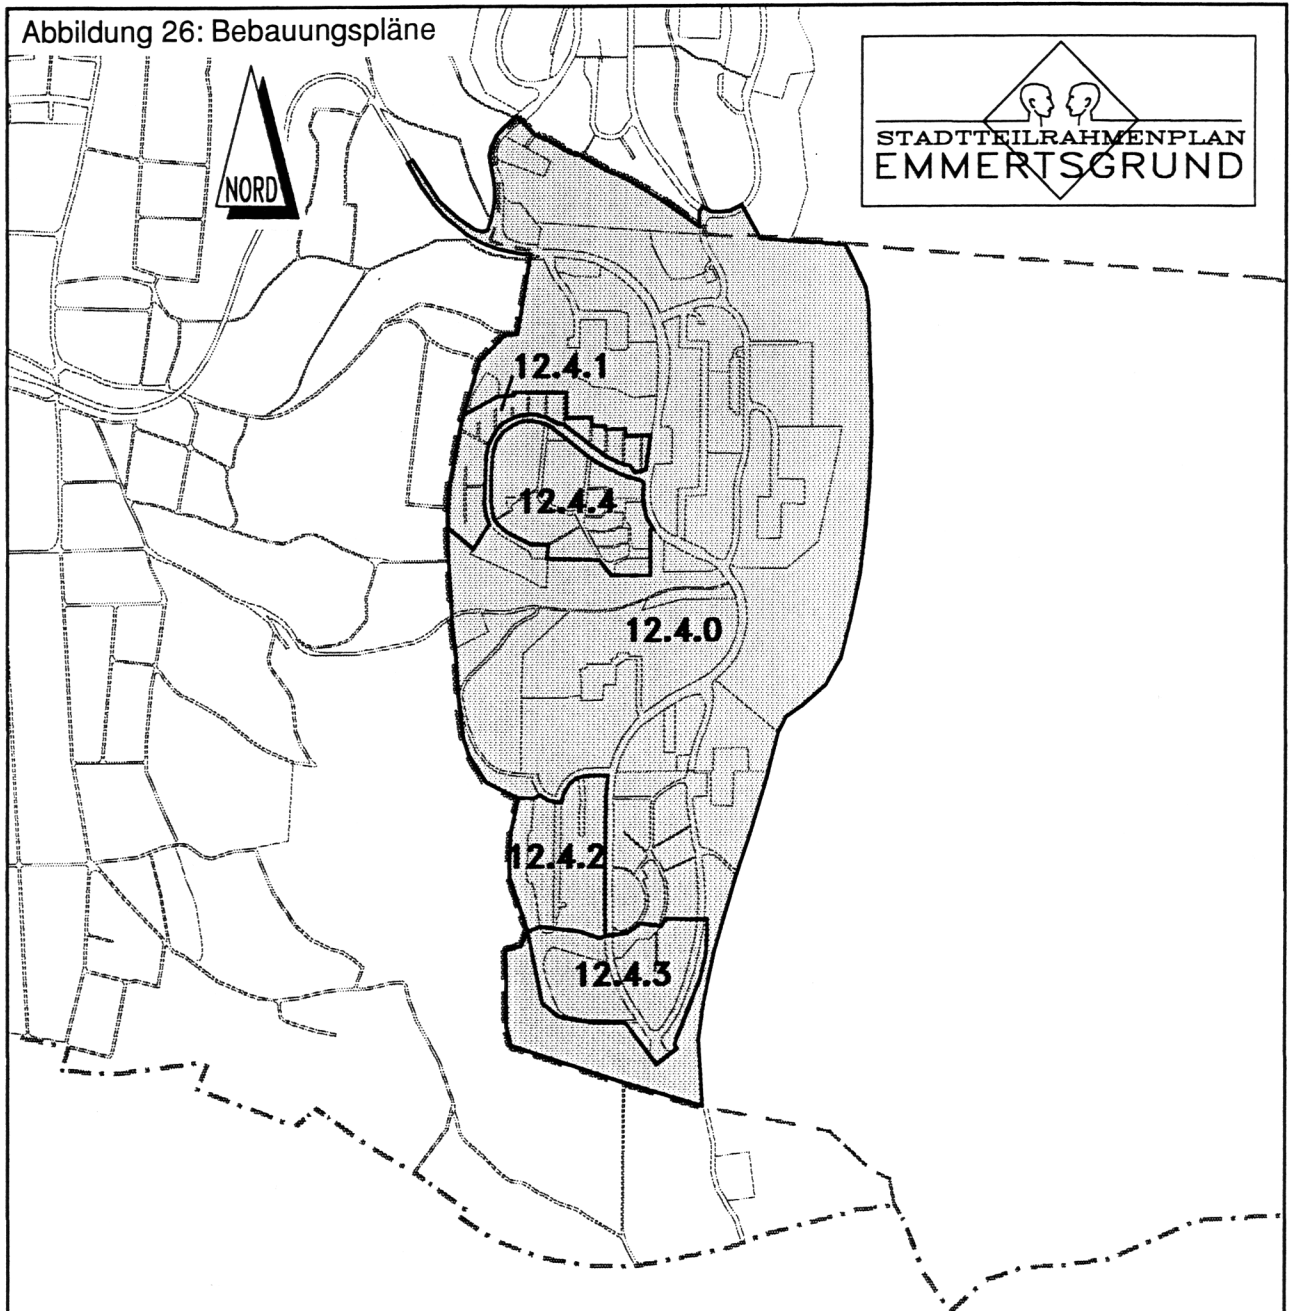 Abbildung 26: Bebauungspläne
STADTTEILRAHMENPLAN
EMMERTSGRUND
NORD
12.4.1
12.4.4
12.4.0
12.4.2
12.4.3